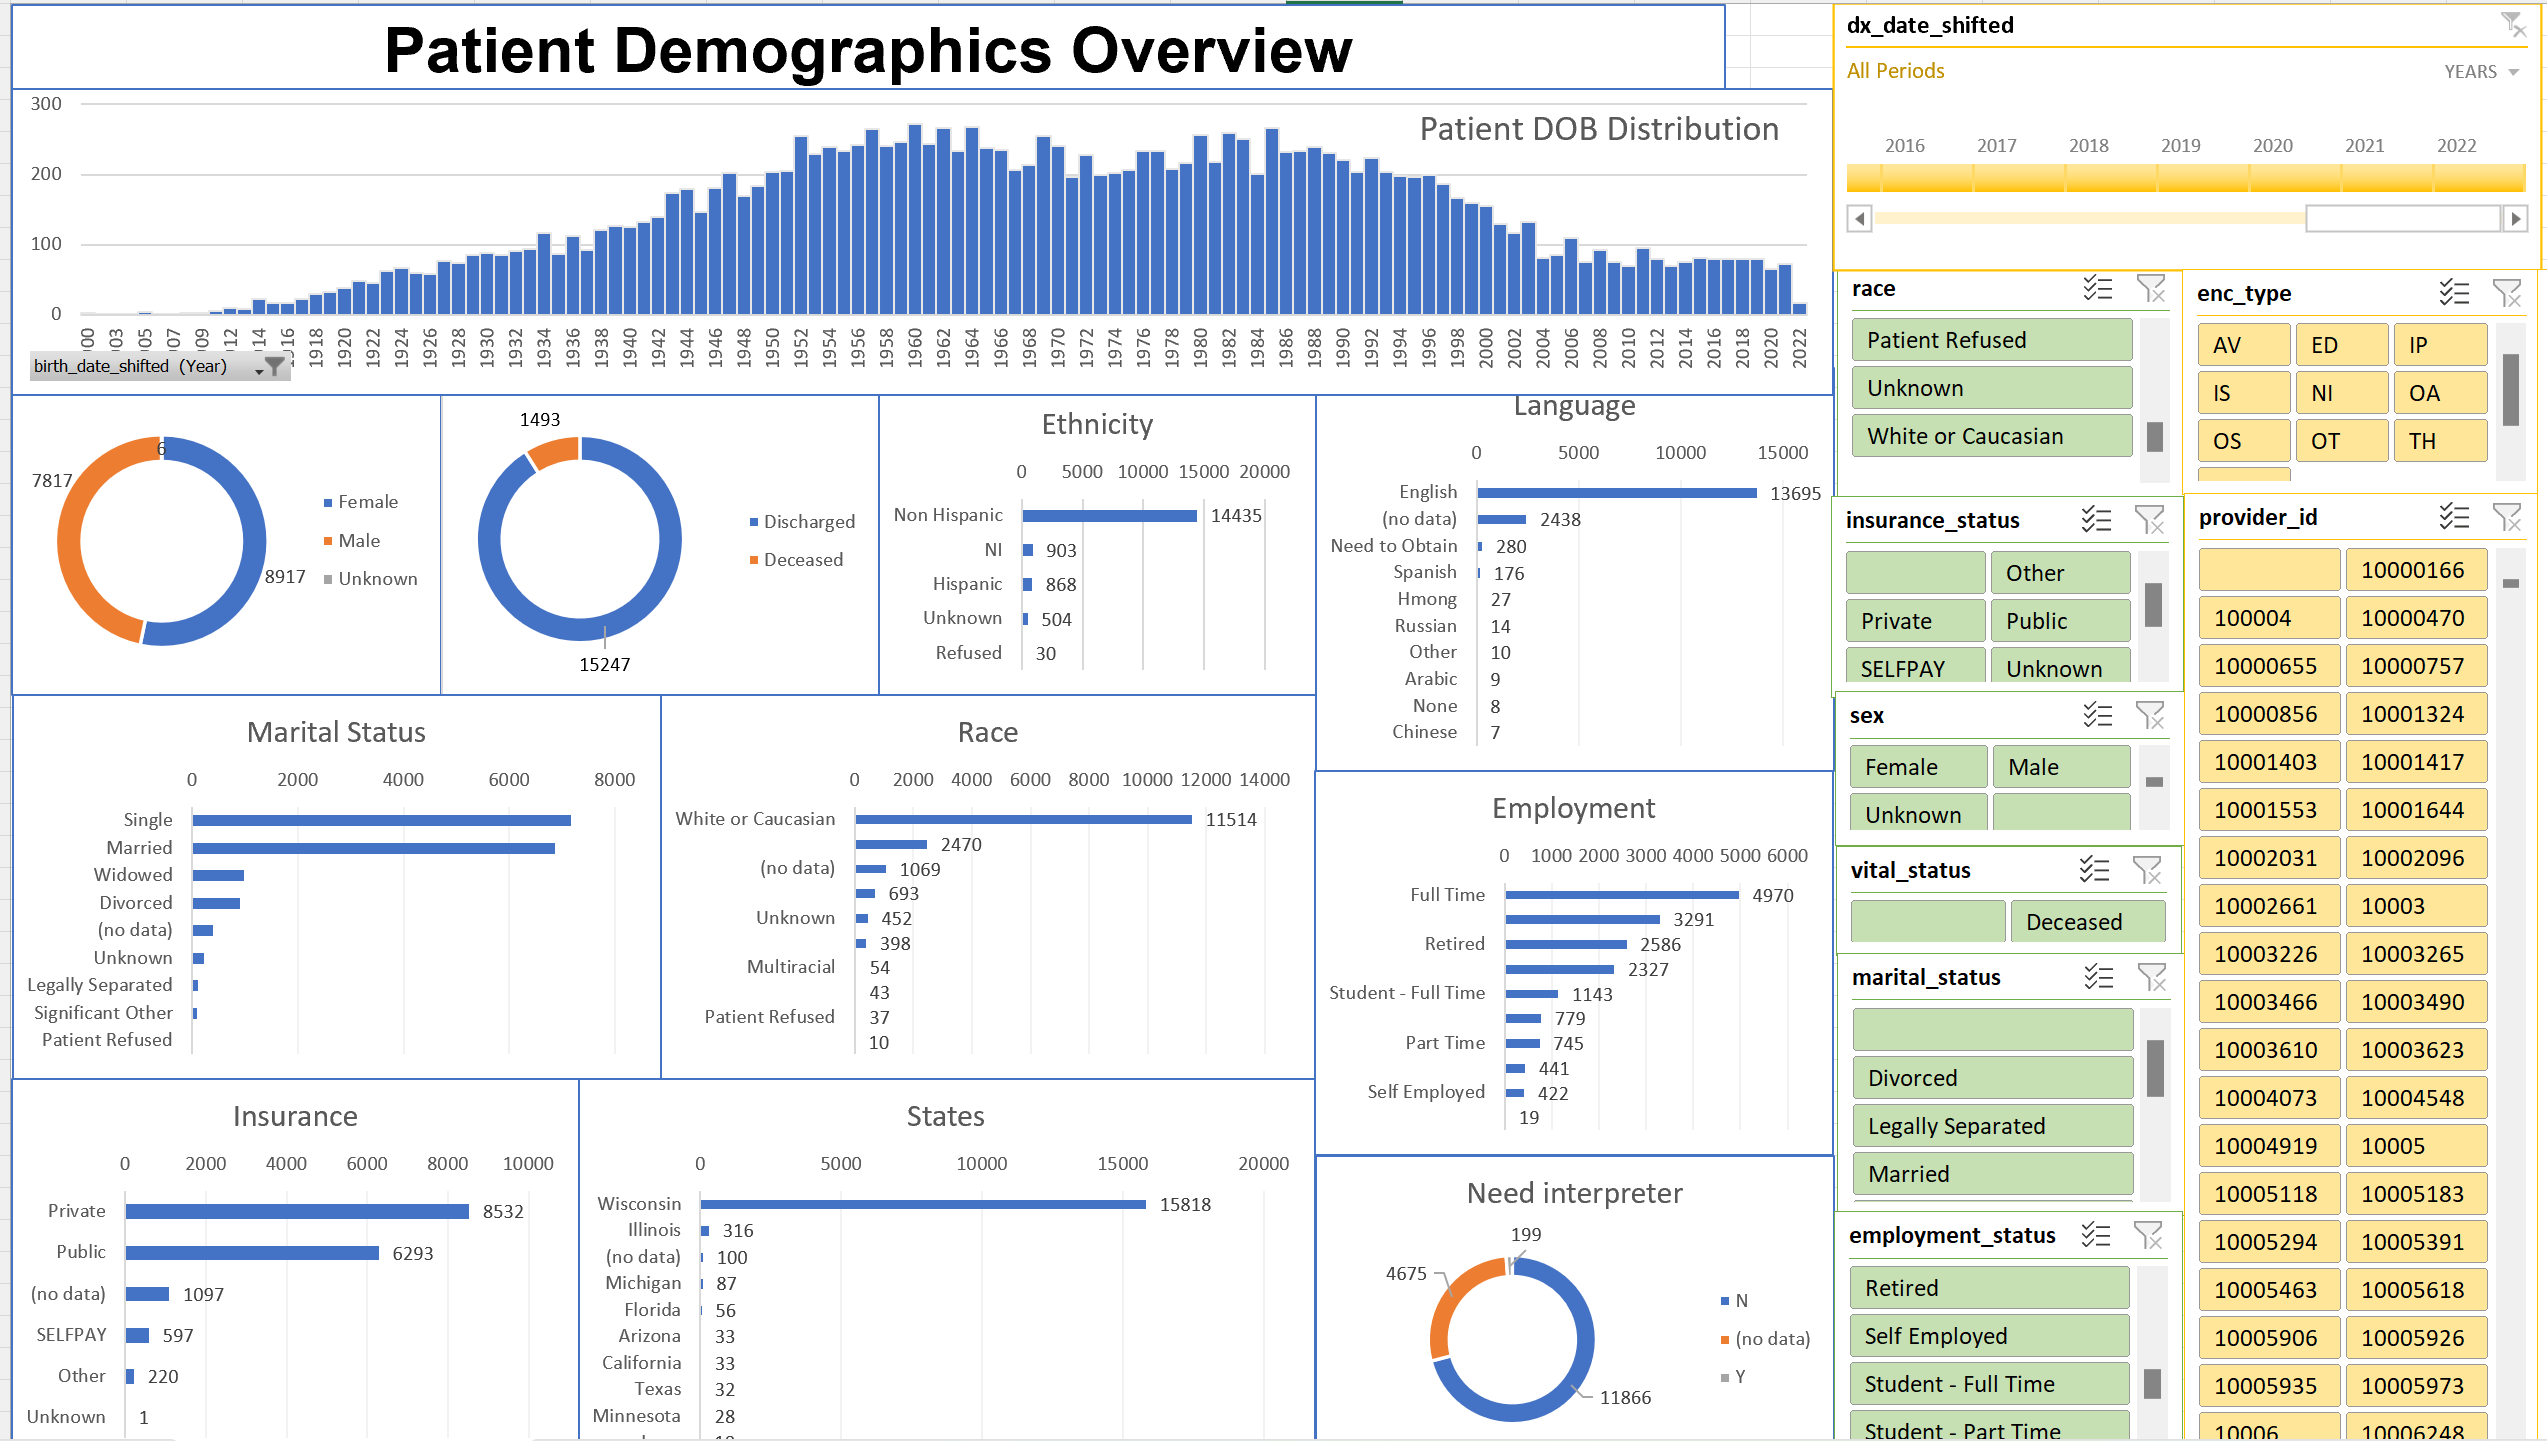 Patient Demographics Overview
Patient DOB Distribution
300
200
100
0
1918 1920 1922 1924 1926 1928 1930 1932 1934 1936 1938 1940 1942 1944 1946 1948 1950 1952 1954 1956 1958 1960 1962 1964 1966 1968 1970 1972 1974 1976 1978 1980 1982 1984 1986 1988 1990 1992 1994 1996 1998 2000 2002 2004 2006 2008 2010 2012 2014 2016 2018 2020 2022
birth_date_shifted (Year)
6
7817
8917
Female
Male
Unknown
1493
15247
Discharged
Deceased
Ethnicity
0 5000 10000 15000 20000
Non Hispanic 14435
NI 903
Hispanic 868
Unknown 504
Refused 30
Language
0 5000 10000 15000
English 13695
(no data) 2438
Need to Obtain 280
Spanish 176
Hmong 27
Russian 14
Other 10
Arabic 9
None 8
Chinese 7
Marital Status
0 2000 4000 6000 8000
Single
Married
Widowed
Divorced
(no data)
Unknown
Legally Separated
Significant Other
Patient Refused
Race
0 2000 4000 6000 8000 10000 12000 14000
White or Caucasian 11514
2470
(no data) 1069
693
Unknown 452
398
Multiracial 54
43
Patient Refused 37
10
Employment
0 1000 2000 3000 4000 5000 6000
Full Time 4970
3291
Retired 2586
2327
Student - Full Time 1143
779
Part Time 745
441
Self Employed 422
19
Insurance
0 2000 4000 6000 8000 10000
Private 8532
Public 6293
(no data) 1097
SELFPAY 597
Other 220
Unknown 1
States
0 5000 10000 15000 20000
Wisconsin 15818
Illinois 316
(no data) 100
Michigan 87
Florida 56
Arizona 33
California 33
Texas 32
Minnesota 28
Need interpreter
199
4675
11866
N
(no data)
Y
dx_date_shifted
All Periods YEARS
2016 2017 2018 2019 2020 2021 2022
race
Patient Refused
Unknown
White or Caucasian
enc_type
AV ED IP
IS NI OA
OS OT TH
insurance_status
Other
Private Public
SELFPAY Unknown
sex
Female Male
Unknown
vital_status
Deceased
marital_status
Divorced
Legally Separated
Married
employment_status
Retired
Self Employed
Student - Full Time
Student - Part Time
provider_id
10000166
100004 10000470
10000655 10000757
10000856 10001324
10001403 10001417
10001553 10001644
10002031 10002096
10002661 10003
10003226 10003265
10003466 10003490
10003610 10003623
10004073 10004548
10004919 10005
10005118 10005183
10005294 10005391
10005463 10005618
10005906 10005926
10005935 10005973
10006 10006248